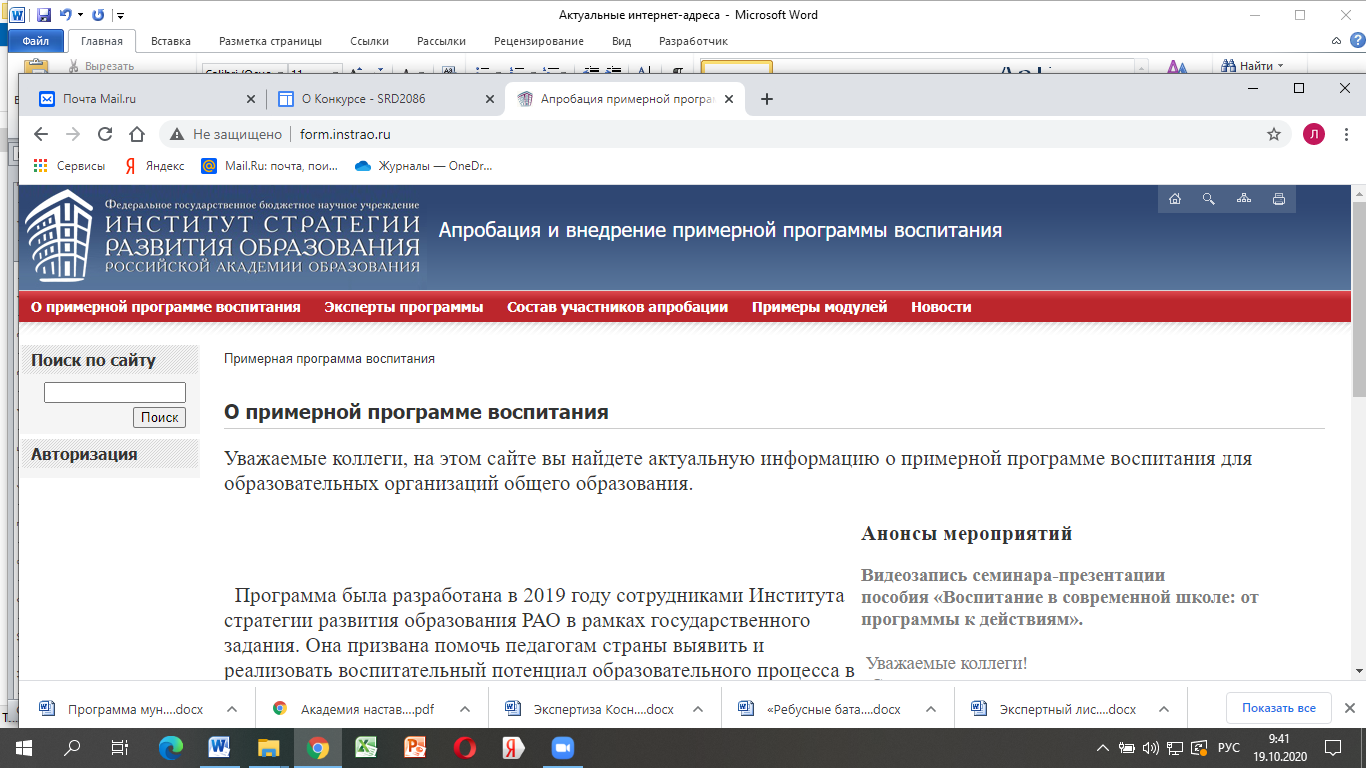 Актуальные интернет-адреса - Microsoft Word
Файл Главная Вставка Разметка страницы Ссылки Рассылки Рецензирование Вид Разработчик
Вырезать
11
Найти
Почта Mail.ru
О Конкурсе - SRD2086
Апробация примерной програ
Не защищено form.instrao.ru
Л
Сервисы Яндекс Mail.Ru: почта, пои... Журналы — OneDr...
Федеральное государственное бюджетное научное учреждение
ИНСТИТУТ СТРАТЕГИИ
РАЗВИТИЯ ОБРАЗОВАНИЯ
РОССИЙСКОЙ АКАДЕМИИ ОБРАЗОВАНИЯ
Апробация и внедрение примерной программы воспитания
О примерной программе воспитания Эксперты программы Состав участников апробации Примеры модулей Новости
Поиск по сайту
Поиск
Авторизация
Примерная программа воспитания
О примерной программе воспитания
Уважаемые коллеги, на этом сайте вы найдете актуальную информацию о примерной программе воспитания для
образовательных организаций общего образования.
Программа была разработана в 2019 году сотрудниками Института
стратегии развития образования РАО в рамках государственного
задания. Она призвана помочь педагогам страны выявить и
реализовать воспитательный потенциал образовательного процесса в
Анонсы мероприятий
Видеозапись семинара-презентации
пособия «Воспитание в современной школе: от
программы к действиям».
Уважаемые коллеги!
Программа мун....docx
Академия настав....pdf
Экспертиза Косн....docx
«Ребусные бата....docx
Экспертный лис....docx
Показать все
РУС
9:41
19.10.2020